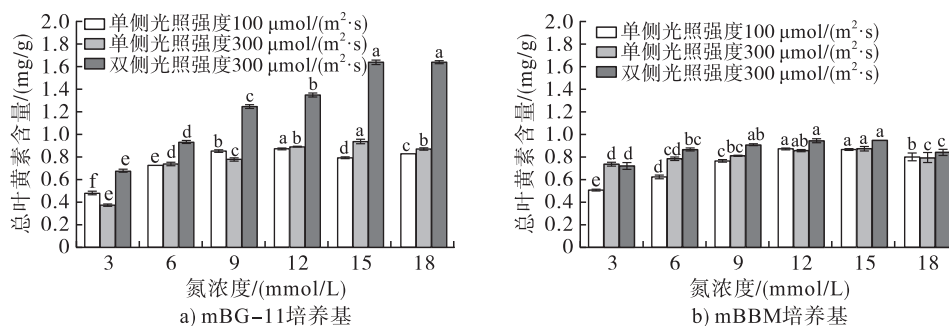 2.0
1.8
1.6
1.4
1.2
1.0
0.8
0.6
0.4
0.2
0
总叶黄素含量/(mg/g)
单侧光照强度100 μmol/(m²·s)
单侧光照强度300 μmol/(m²·s)
双侧光照强度300 μmol/(m²·s)
f e e
e d d
b d c
a b b
d a a
c b a
3 6 9 12 15 18
氮浓度/(mmol/L)
a) mBG-11培养基
2.0
1.8
1.6
1.4
1.2
1.0
0.8
0.6
0.4
0.2
0
总叶黄素含量/(mg/g)
单侧光照强度100 μmol/(m²·s)
单侧光照强度300 μmol/(m²·s)
双侧光照强度300 μmol/(m²·s)
e d d
d cd bc
c bc ab
a ab a
a a a
b c c
3 6 9 12 15 18
氮浓度/(mmol/L)
b) mBBM培养基